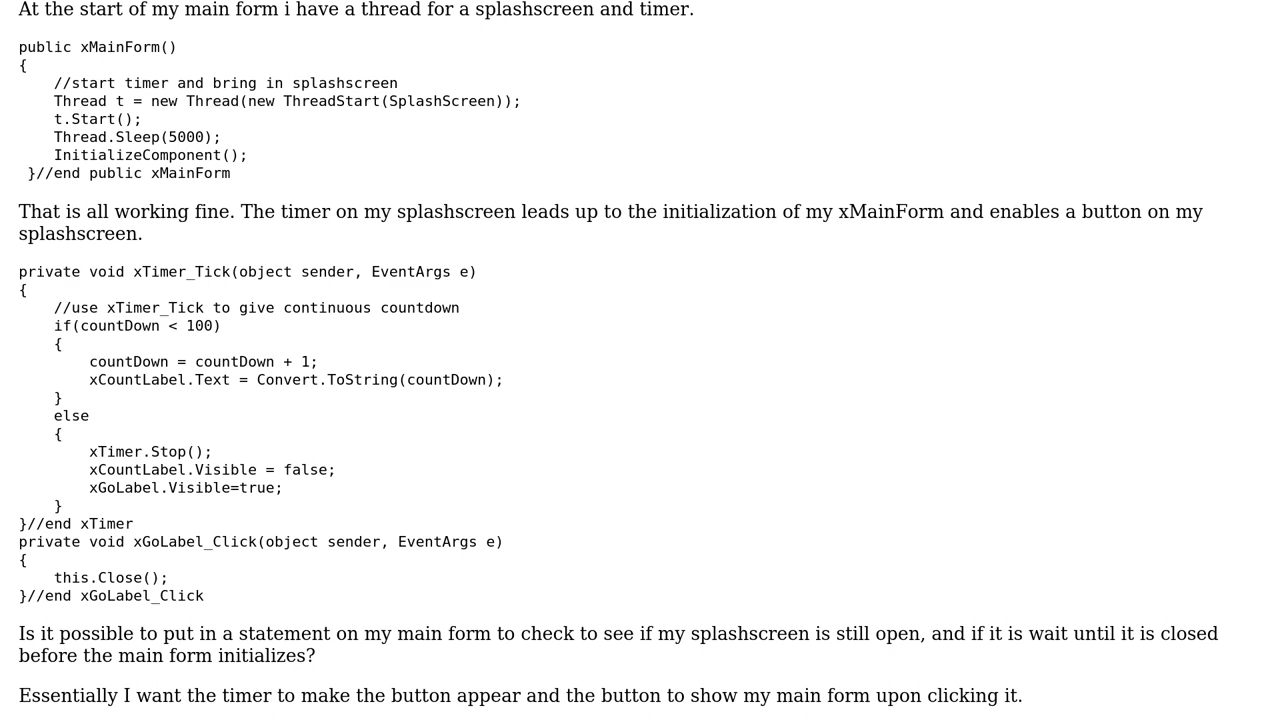 At the start of my main form i have a thread for a splashscreen and timer.
public xMainForm()
{
    //start timer and bring in splashscreen
    Thread t = new Thread(new ThreadStart(SplashScreen));
    t.Start();
    Thread.Sleep(5000);
    InitializeComponent();
 }//end public xMainForm
That is all working fine. The timer on my splashscreen leads up to the initialization of my xMainForm and enables a button on my
splashscreen.
private void xTimer_Tick(object sender, EventArgs e)
{
    //use xTimer_Tick to give continuous countdown
    if(countDown < 100)
    {
        countDown = countDown + 1;
        xCountLabel.Text = Convert.ToString(countDown);
    }
    else
    {
        xTimer.Stop();
        xCountLabel.Visible = false;
        xGoLabel.Visible=true;
    }
}//end xTimer
private void xGoLabel_Click(object sender, EventArgs e)
{
    this.Close();
}//end xGoLabel_Click
Is it possible to put in a statement on my main form to check to see if my splashscreen is still open, and if it is wait until it is closed
before the main form initializes?
Essentially I want the timer to make the button appear and the button to show my main form upon clicking it.